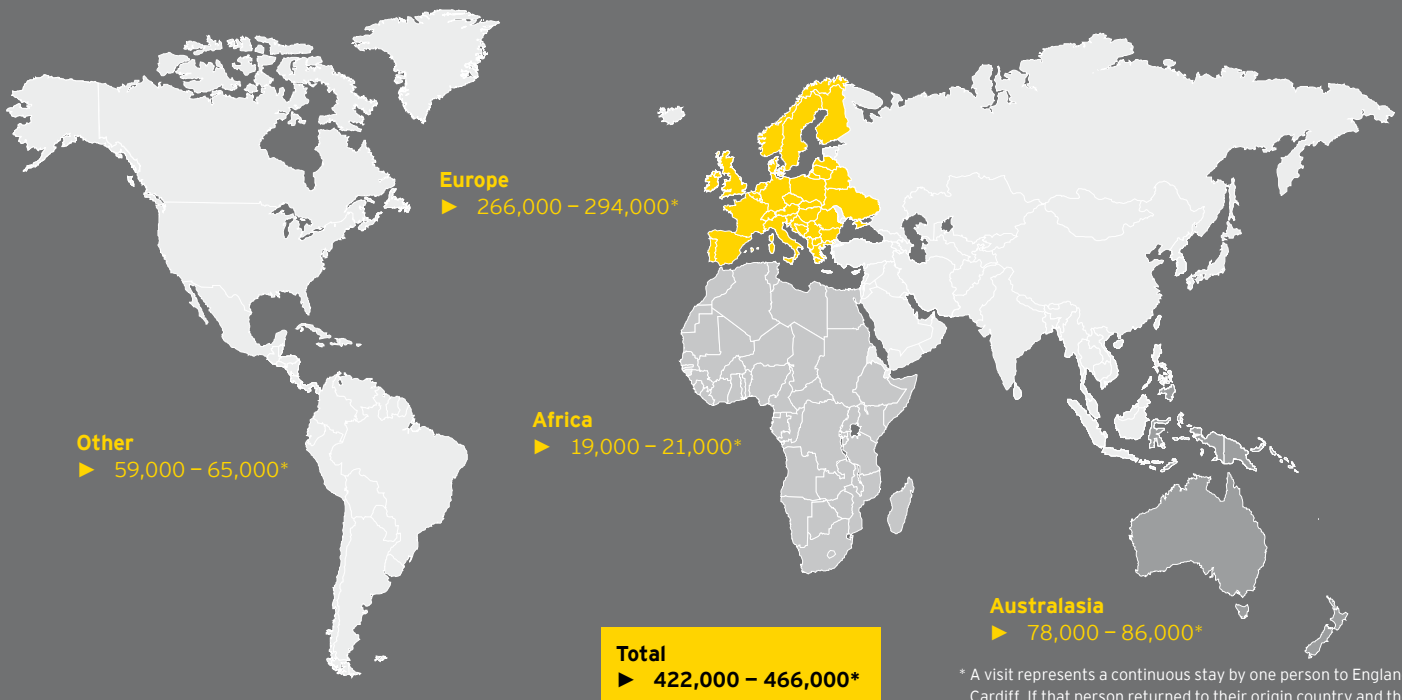 Europe
► 266,000 – 294,000*
Africa
► 19,000 – 21,000*
Other
► 59,000 – 65,000*
Australasia
► 78,000 – 86,000*
Total
► 422,000 – 466,000*
* A visit represents a continuous stay by one person to England
Cardiff. If that person returned to their origin country and